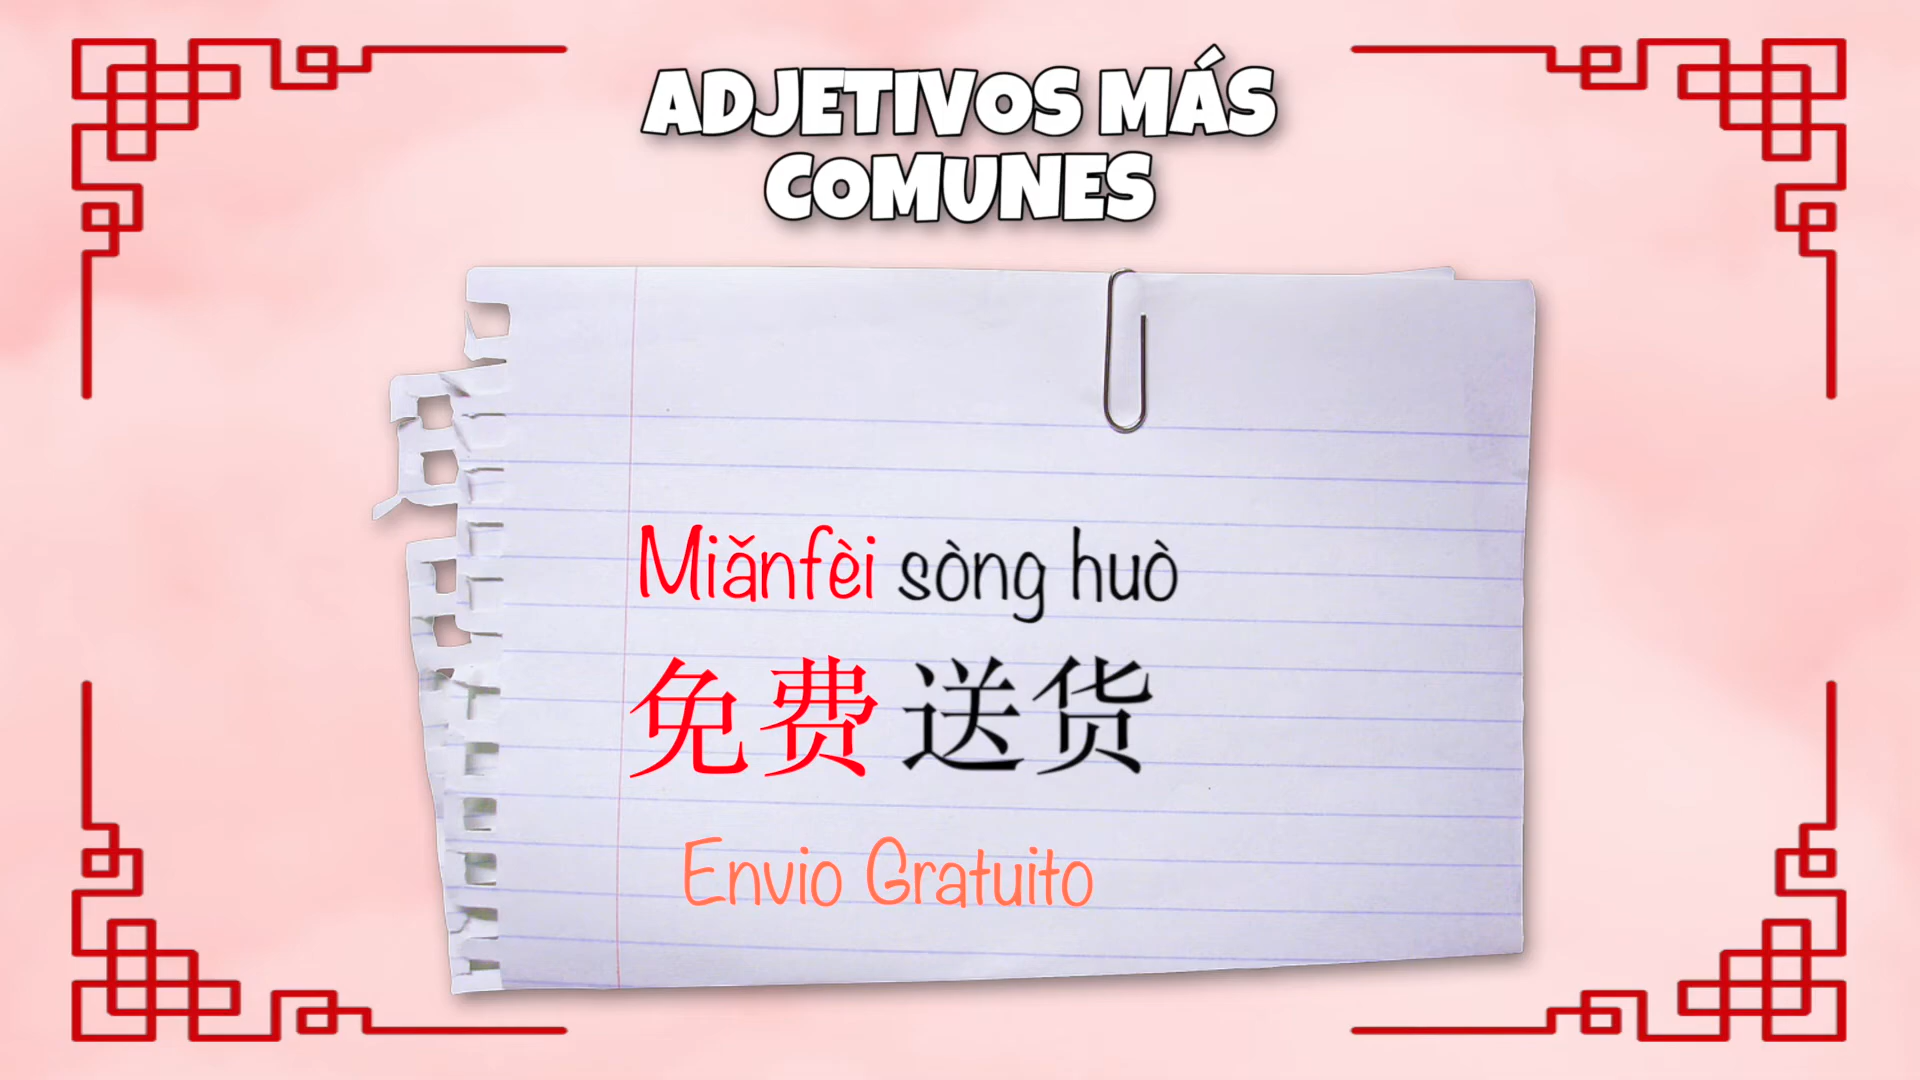 ADJETIVOS MÁS
COMUNES
Miǎnfèi sòng huò
免费送货
Envio Gratuito